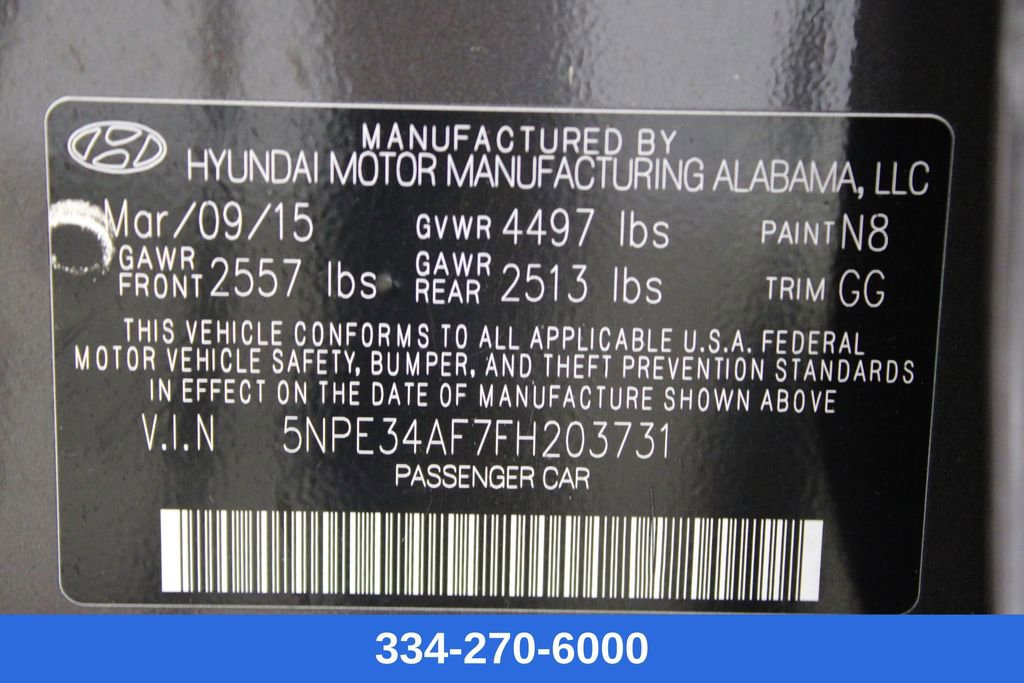 MANUFACTURED BY
HYUNDAI MOTOR MANUFACTURING ALABAMA, LLC
Mar/09/15 GVWR 4497 lbs PAINT N8
GAWR FRONT 2557 lbs GAWR REAR 2513 lbs TRIM GG
THIS VEHICLE CONFORMS TO ALL APPLICABLE U.S.A. FEDERAL
MOTOR VEHICLE SAFETY, BUMPER, AND THEFT PREVENTION STANDARDS
IN EFFECT ON THE DATE OF MANUFACTURE SHOWN ABOVE
V.I.N 5NPE34AF7FH203731
PASSENGER CAR
334-270-6000